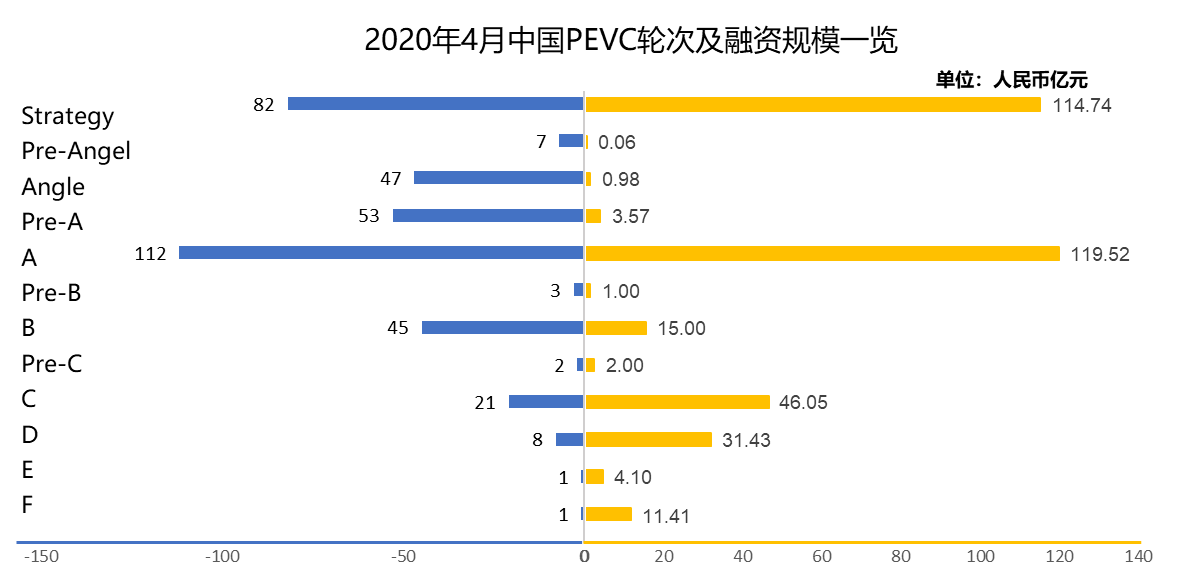 2020年4月中国PEVC轮次及融资规模一览
单位：人民币亿元
Strategy 82 114.74
Pre-Angel 7 0.06
Angle 47 0.98
Pre-A 53 3.57
A 112 119.52
Pre-B 3 1.00
B 45 15.00
Pre-C 2 2.00
C 21 46.05
D 8 31.43
E 1 4.10
F 1 11.41
-150 -100 -50 0 20 40 60 80 100 120 140